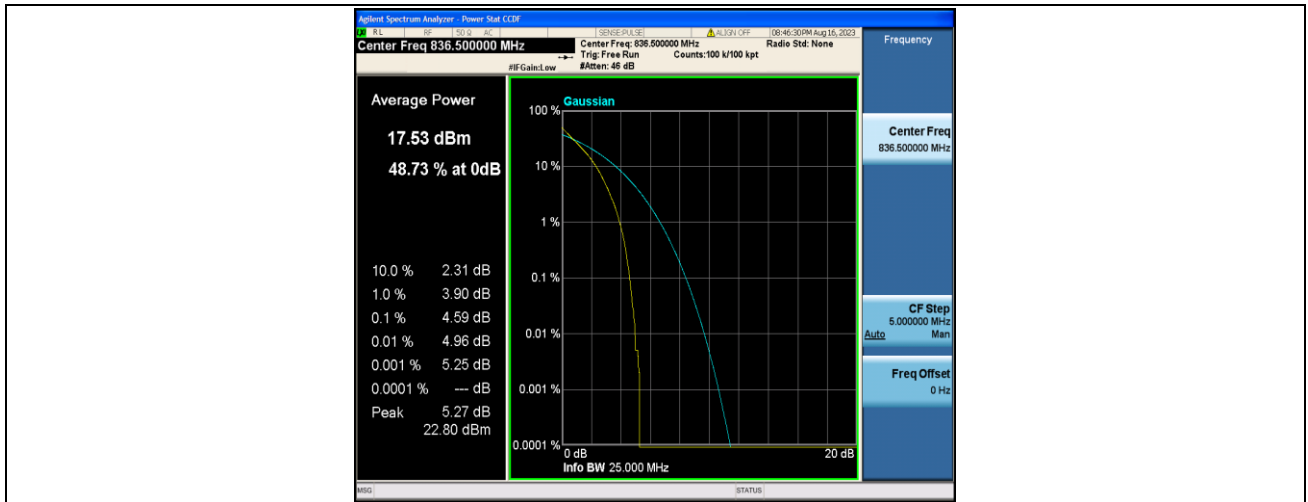 Agilent Spectrum Analyzer - Power Stat CCDF
RL RF 50 Ω AC SENSE:PULSE ALIGN OFF 08:46:30PM Aug 16, 2023
Center Freq 836.500000 MHz
Center Freq: 836.500000 MHz Radio Std: None
Trig: Free Run Counts:100 k/100 kpt
#IFGain:Low #Atten: 46 dB
Average Power
17.53 dBm
48.73 % at 0dB
10.0 % 2.31 dB
1.0 % 3.90 dB
0.1 % 4.59 dB
0.01 % 4.96 dB
0.001 % 5.25 dB
0.0001 % --- dB
Peak 5.27 dB
22.80 dBm
Gaussian
100 %
10 %
1 %
0.1 %
0.01 %
0.001 %
0.0001 %
0 dB 20 dB
Info BW 25.000 MHz
Frequency
Center Freq
836.500000 MHz
CF Step
5.000000 MHz
Auto Man
Freq Offset
0 Hz
MSG STATUS